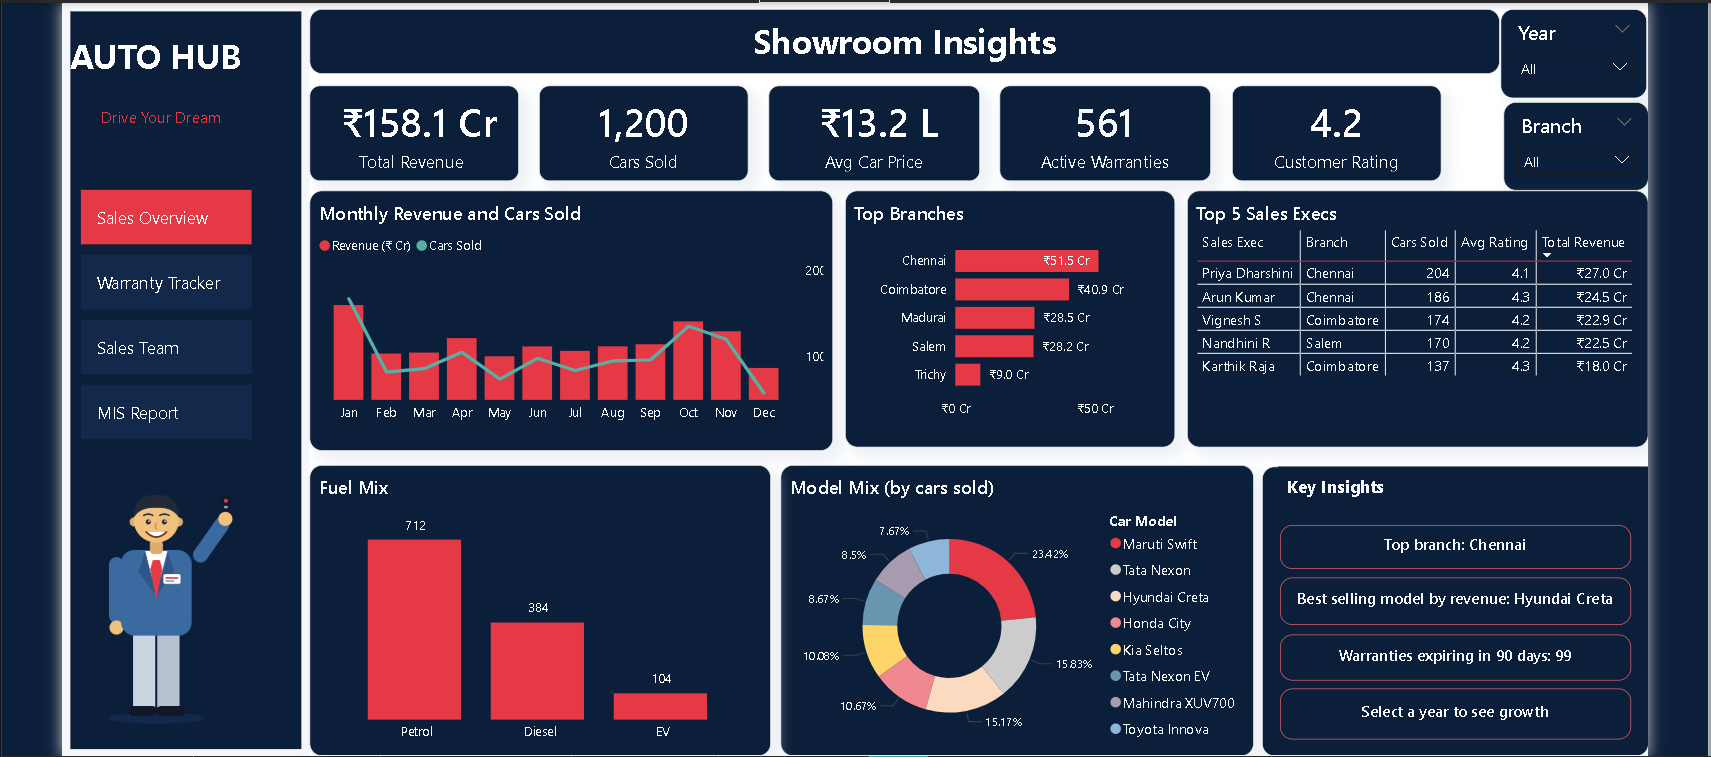 AUTO HUB
Drive Your Dream
Sales Overview
Warranty Tracker
Sales Team
MIS Report
Showroom Insights
Year
All
Branch
All
₹158.1 Cr
Total Revenue
1,200
Cars Sold
₹13.2 L
Avg Car Price
561
Active Warranties
4.2
Customer Rating
Monthly Revenue and Cars Sold
Revenue (₹ Cr) Cars Sold
200
100
Jan Feb Mar Apr May Jun Jul Aug Sep Oct Nov Dec
Top Branches
Chennai ₹51.5 Cr
Coimbatore ₹40.9 Cr
Madurai ₹28.5 Cr
Salem ₹28.2 Cr
Trichy ₹9.0 Cr
₹0 Cr ₹50 Cr
Top 5 Sales Execs
Sales Exec Branch Cars Sold Avg Rating Total Revenue
Priya Dharshini Chennai 204 4.1 ₹27.0 Cr
Arun Kumar Chennai 186 4.3 ₹24.5 Cr
Vignesh S Coimbatore 174 4.2 ₹22.9 Cr
Nandhini R Salem 170 4.2 ₹22.5 Cr
Karthik Raja Coimbatore 137 4.3 ₹18.0 Cr
Fuel Mix
712
384
104
Petrol Diesel EV
Model Mix (by cars sold)
7.67%
23.42%
8.5%
8.67%
10.08%
15.83%
10.67%
15.17%
Car Model
Maruti Swift
Tata Nexon
Hyundai Creta
Honda City
Kia Seltos
Tata Nexon EV
Mahindra XUV700
Toyota Innova
Key Insights
Top branch: Chennai
Best selling model by revenue: Hyundai Creta
Warranties expiring in 90 days: 99
Select a year to see growth